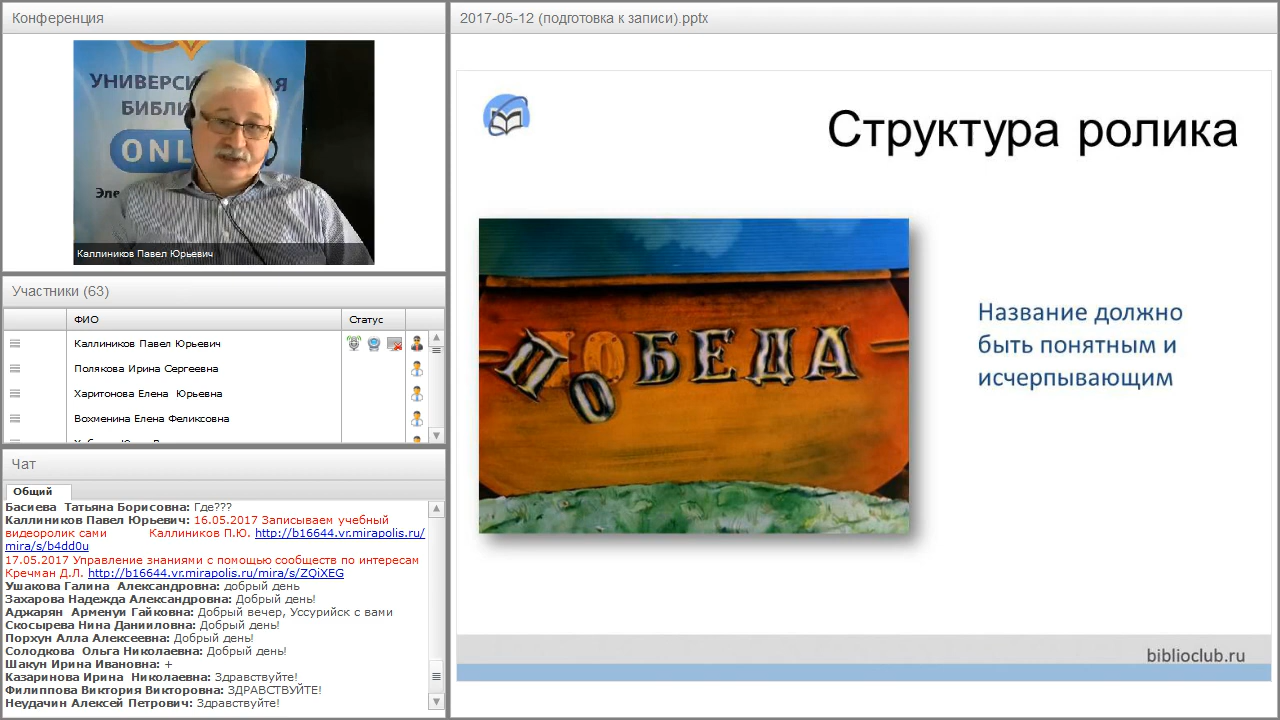 Конференция
УНИВЕРСИ АЯ
БИБЛИ
ONL
Эле
Каллиников Павел Юрьевич
Участники (63)
ФИО Статус
Каллиников Павел Юрьевич
Полякова Ирина Сергеевна
Харитонова Елена Юрьевна
Вохменина Елена Феликсовна
Чат
Общий
Басиева Татьяна Борисовна: Где???
Каллиников Павел Юрьевич: 16.05.2017 Записываем учебный
видеоролик сами Каллиников П.Ю. http://b16644.vr.mirapolis.ru/
mira/s/b4dd0u
17.05.2017 Управление знаниями с помощью сообществ по интересам
Кречман Д.Л. http://b16644.vr.mirapolis.ru/mira/s/ZQiXEG
Ушакова Галина Александровна: добрый день
Захарова Надежда Александровна: Добрый день!
Аджарян Арменуи Гайковна: Добрый вечер, Уссурийск с вами
Скосырева Нина Данииловна: Добрый день!
Порхун Алла Алексеевна: Добрый день!
Солодкова Ольга Николаевна: Добрый день!
Шакун Ирина Ивановна: +
Казаринова Ирина Николаевна: Здравствуйте!
Филиппова Виктория Викторовна: ЗДРАВСТВУЙТЕ!
Неудачин Алексей Петрович: Здравствуйте!
2017-05-12 (подготовка к записи).pptx
Структура ролика
ПОБЕДА
Название должно
быть понятным и
исчерпывающим
biblioclub.ru